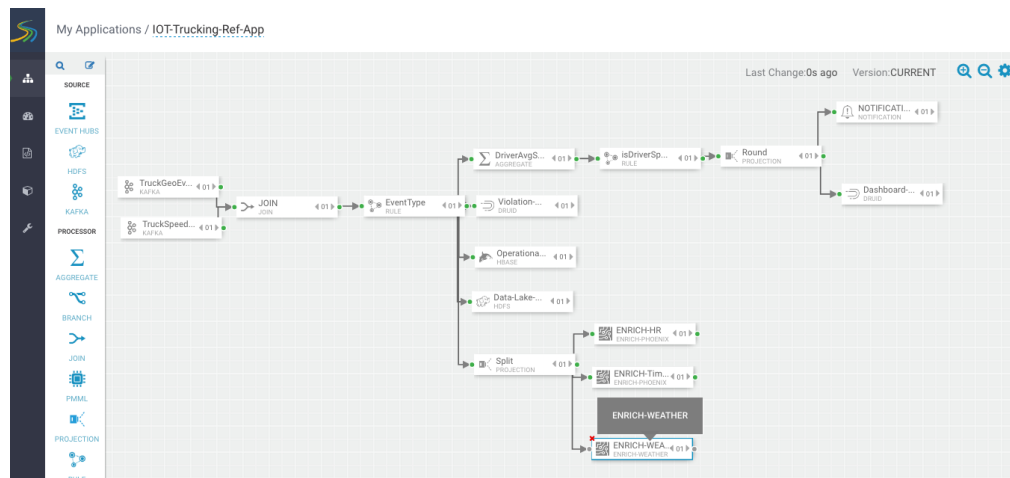 My Applications / IOT-Trucking-Ref-App
Last Change:0s ago Version:CURRENT
SOURCE
EVENT HUBS
HDFS
KAFKA
PROCESSOR
AGGREGATE
BRANCH
JOIN
PMML
PROJECTION
TruckGeoEv...
01
KAFKA
TruckSpeed...
01
KAFKA
JOIN
01
JOIN
EventType
01
RULE
DriverAvgS...
01
AGGREGATE
isDriverSp...
01
RULE
Round
01
PROJECTION
NOTIFICATI...
01
NOTIFICATION
Dashboard-...
01
DRUID
Violation-...
01
DRUID
Operationa...
01
HBASE
Data-Lake-...
01
HDFS
Split
01
PROJECTION
ENRICH-HR
01
ENRICH-PHOENIX
ENRICH-Tim...
01
ENRICH-PHOENIX
ENRICH-WEATHER
ENRICH-WEA...
01
ENRICH-WEATHER